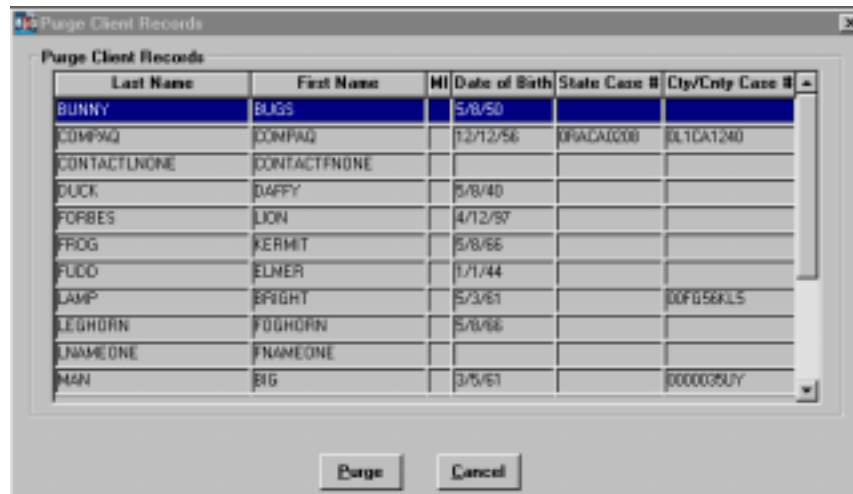 Purge Client Records
Purge Client Records
Last Name First Name MI Date of Birth State Case # Cty/Cnty Case #
BUNNY BUGS 5/8/50
COMPAQ COMPAQ 12/12/56 0RACA0208 0L1CA1240
CONTACTLNONE CONTACTFNONE
DUCK DAFFY 5/8/40
FORBES LION 4/12/97
FROG KERMIT 5/8/66
FUDD ELMER 1/1/44
LAMP BRIGHT 5/3/61 00FG56KLS
LEGHORN FOGHORN 5/8/66
LNAMEONE FNAMEONE
MAN BIG 3/5/61 0000035UY
Purge Cancel